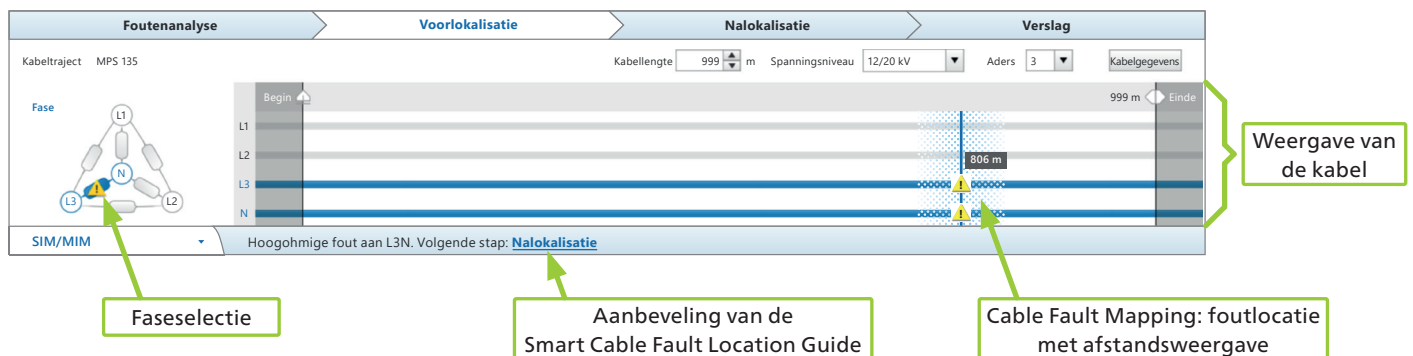 Foutenanalyse Voorlokalisatie Nalokalisatie Verslag
Kabeltraject MPS 135 Kabellengte 999 m Spanningsniveau 12/20 kV Aders 3 Kabelgegevens
Fase
L1
N
L3
L2
Begin 999 m Einde
L1
L2
806 m
L3
N
Weergave van
de kabel
SIM/MIM Hoogohmige fout aan L3N. Volgende stap: Nalokalisatie
Faseselectie
Aanbeveling van de
Smart Cable Fault Location Guide
Cable Fault Mapping: foutlocatie
met afstandsweergave